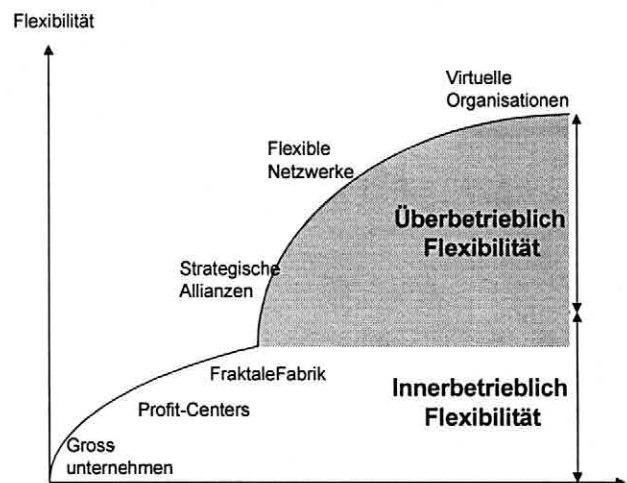 Flexibilität
Virtuelle
Organisationen
Flexible
Netzwerke
Überbetrieblich
Flexibilität
Strategische
Allianzen
FraktaleFabrik
Innerbetrieblich
Flexibilität
Profit-Centers
Gross
unternehmen